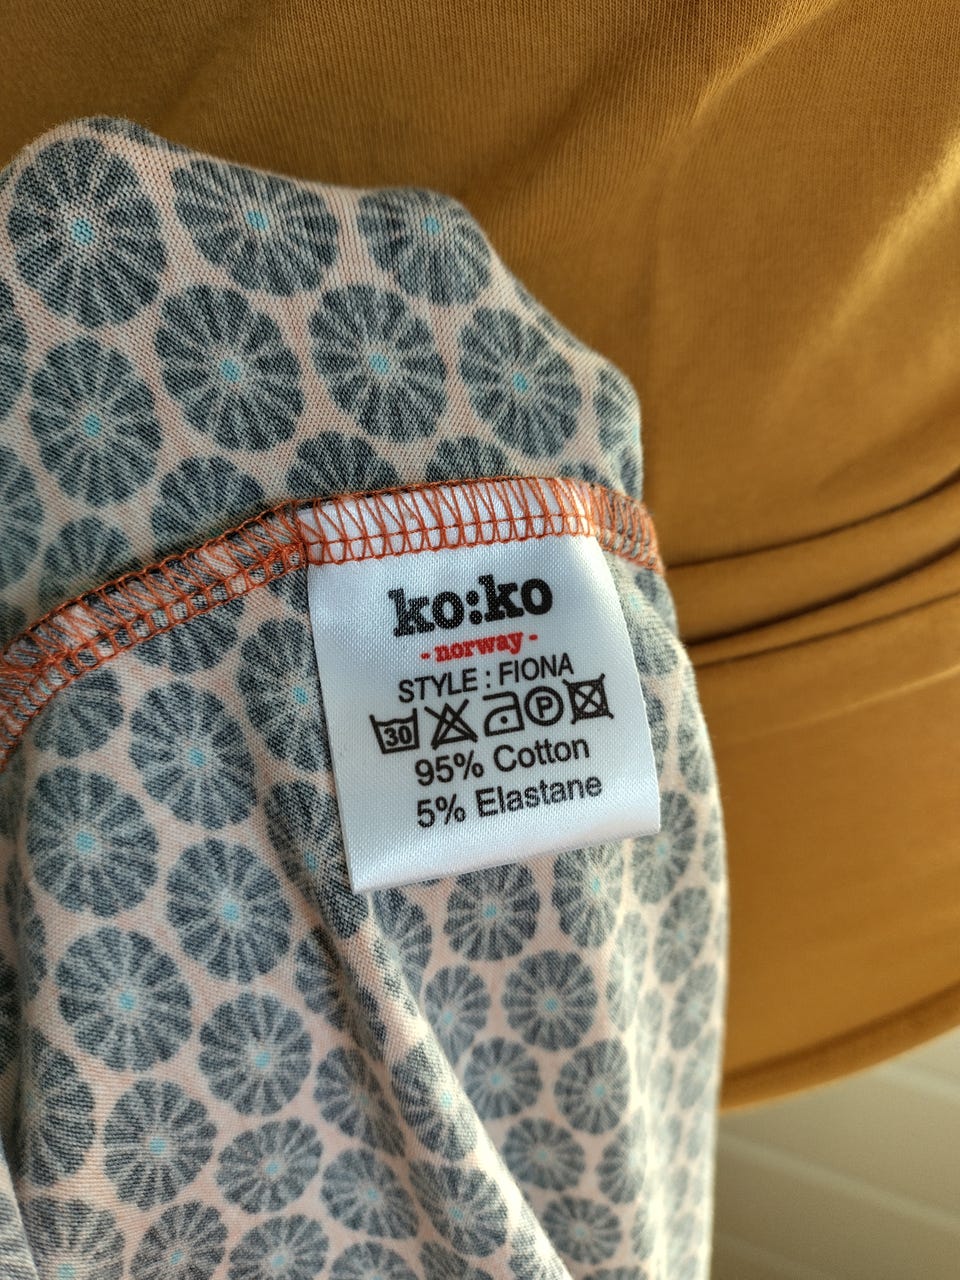 ko:ko
- norway -
STYLE : FIONA
30 P
95% Cotton
5% Elastane